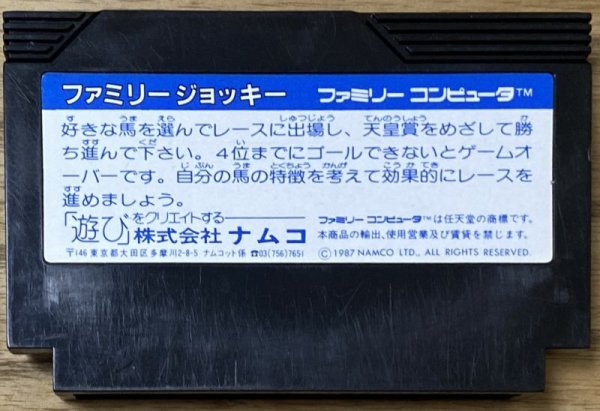 ファミリー ジョッキー ファミリー コンピュータ™
好きな馬を選んでレースに出場し、天皇賞をめざして勝
ち進んで下さい。4位までにゴールできないとゲームオ
ーバーです。自分の馬の特徴を考えて効果的にレースを
進めましょう。
「遊び」をクリエイトする
株式会社 ナムコ
〒146 東京都大田区多摩川2-8-5 ナムコット係 ☎03(756)7651
ファミリー コンピュータ™は任天堂の商標です。
本商品の輸出、使用営業及び賃貸を禁じます。
©1987 NAMCO LTD., ALL RIGHTS RESERVED.